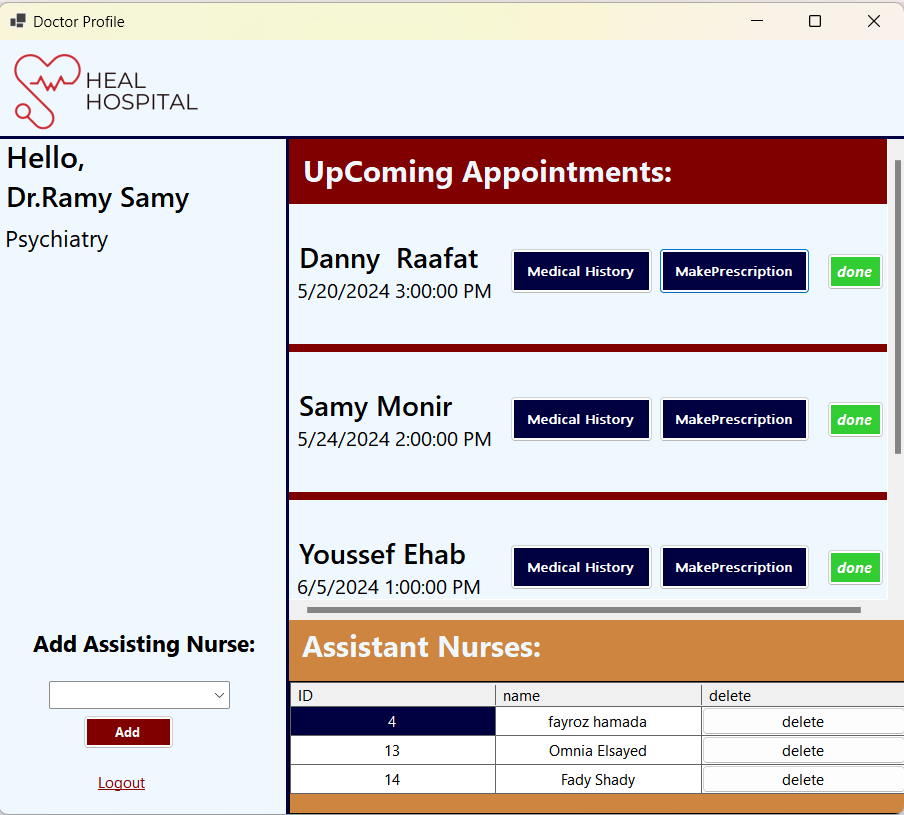 Doctor Profile
HEAL
HOSPITAL
Hello,
Dr.Ramy Samy
Psychiatry
Add Assisting Nurse:
Add
Logout
UpComing Appointments:
Danny  Raafat
5/20/2024 3:00:00 PM
Medical History
MakePrescription
done
Samy Monir
5/24/2024 2:00:00 PM
Medical History
MakePrescription
done
Youssef Ehab
6/5/2024 1:00:00 PM
Medical History
MakePrescription
done
Assistant Nurses:
ID name delete
4 fayroz hamada delete
13 Omnia Elsayed delete
14 Fady Shady delete